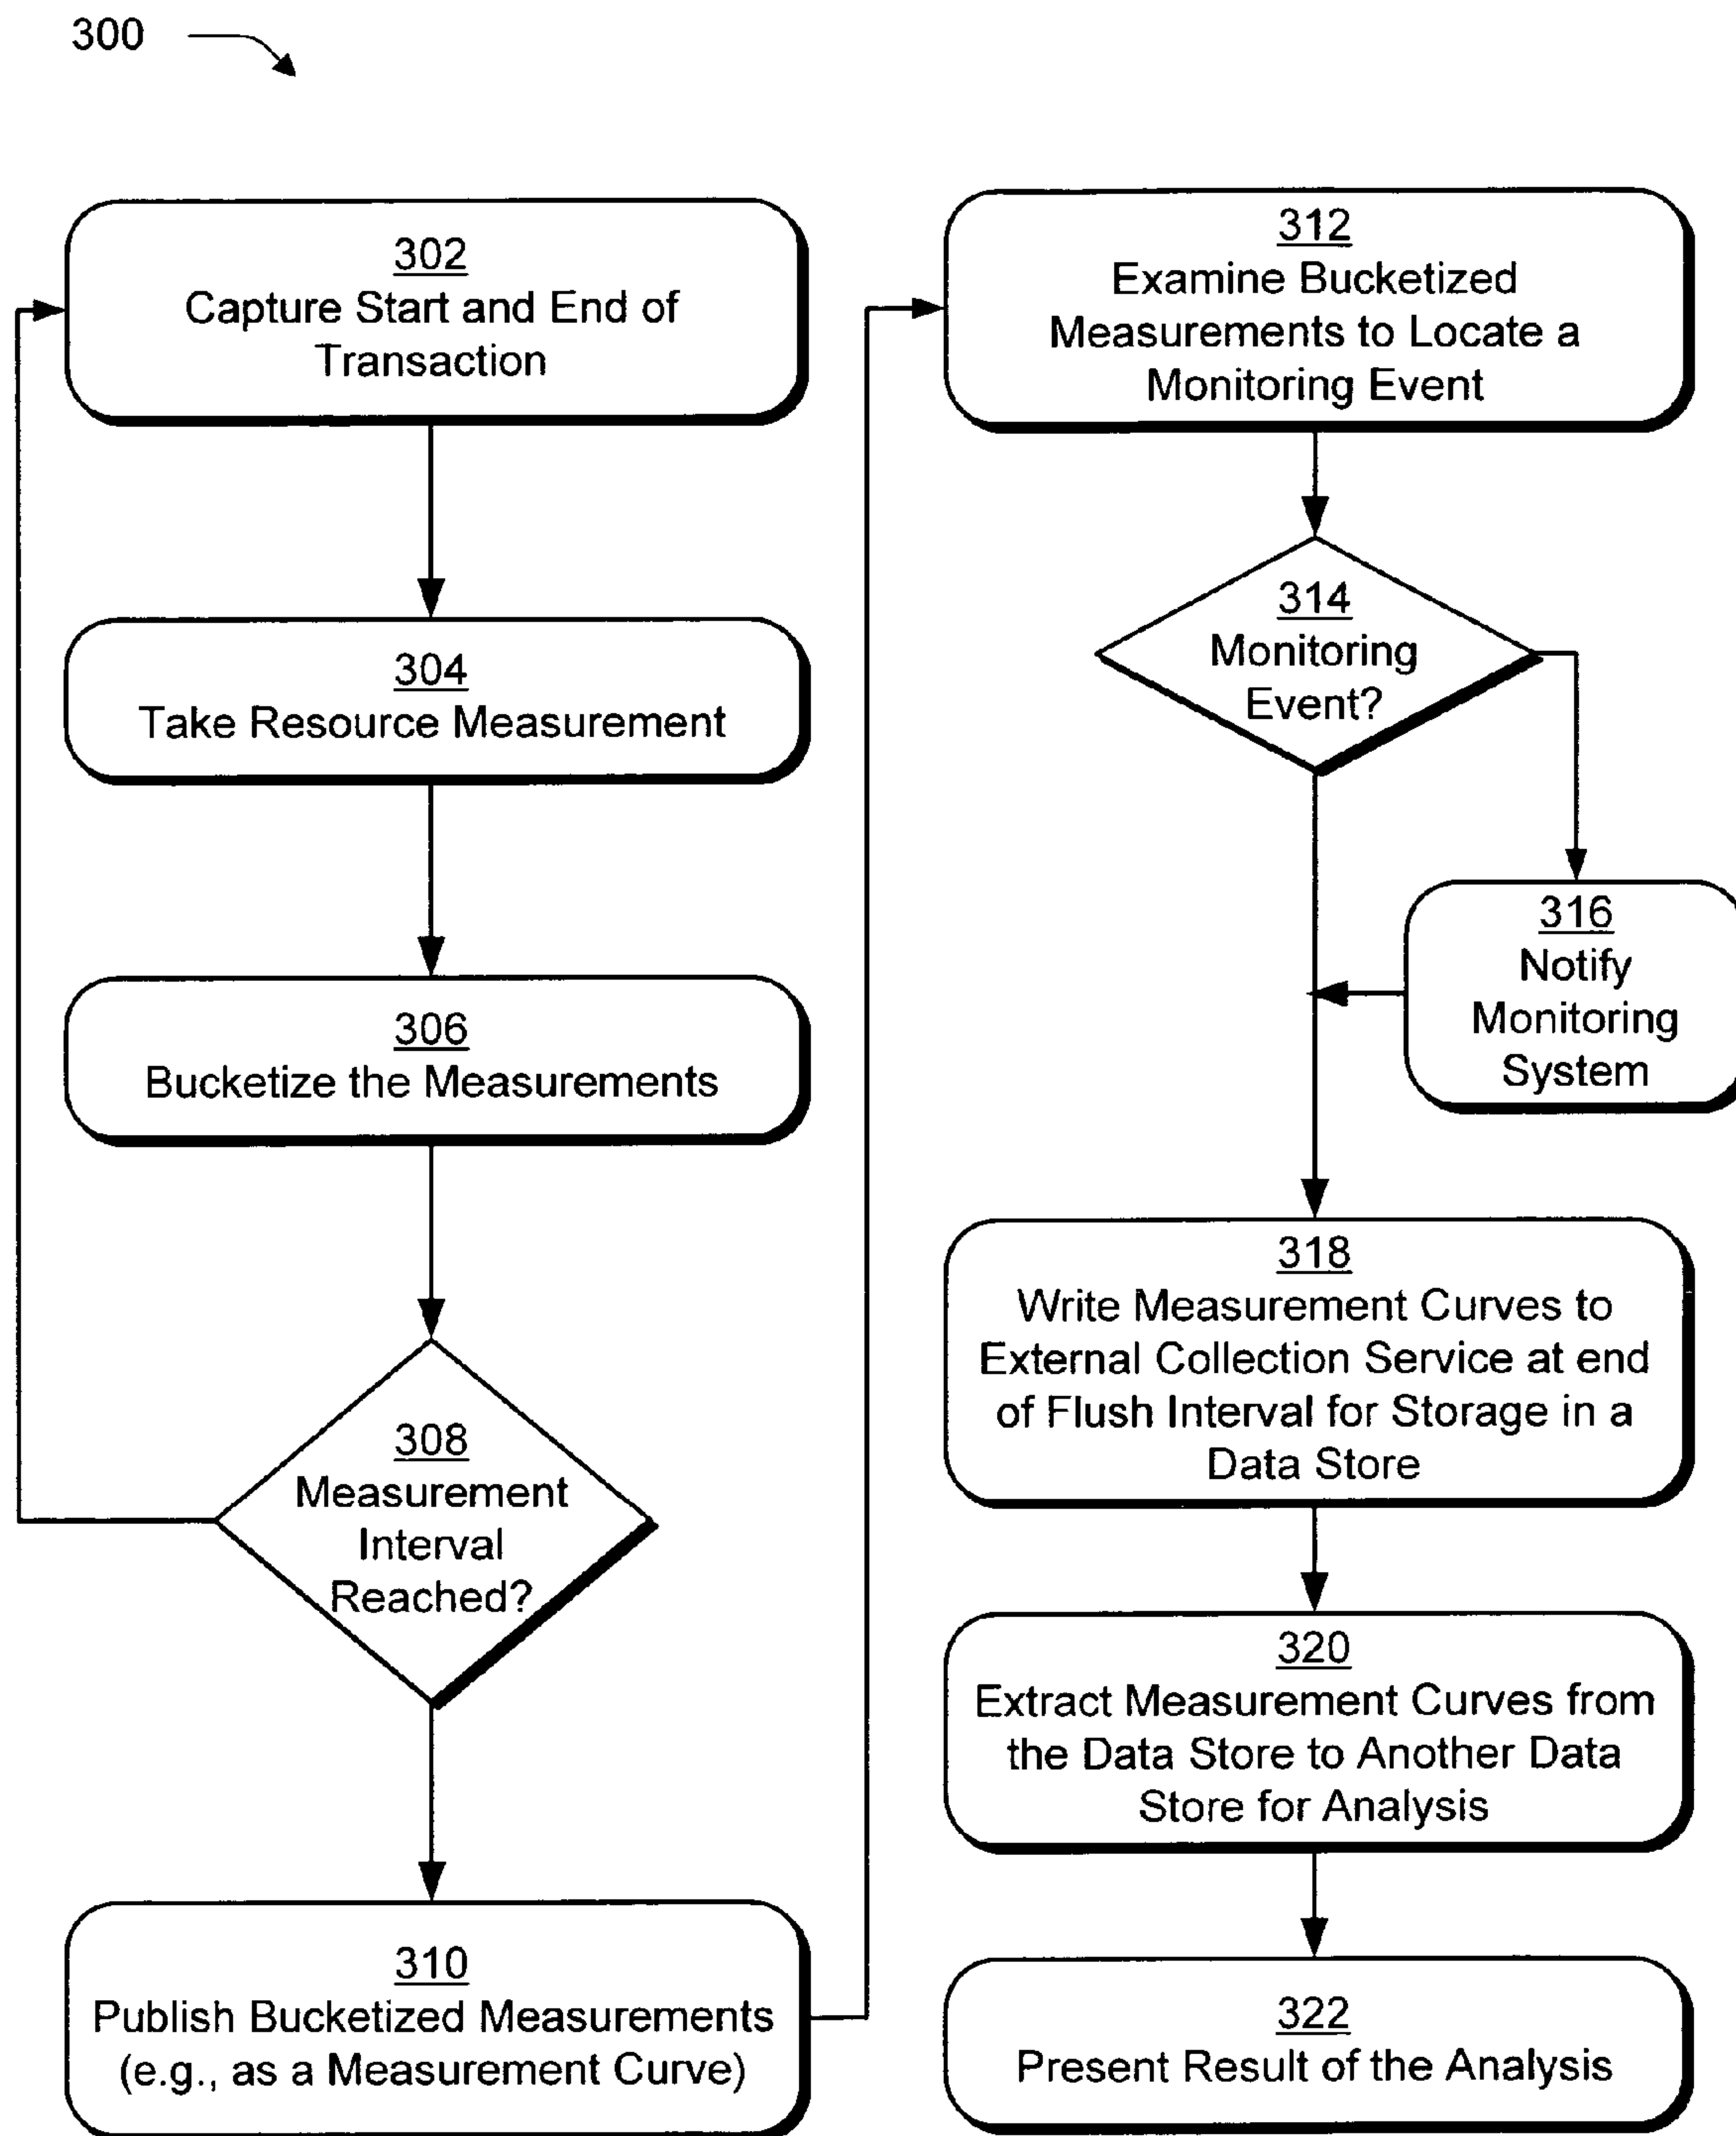 300
302
Capture Start and End of
Transaction
304
Take Resource Measurement
306
Bucketize the Measurements
308
Measurement
Interval
Reached?
310
Publish Bucketized Measurements
(e.g., as a Measurement Curve)
312
Examine Bucketized
Measurements to Locate a
Monitoring Event
314
Monitoring
Event?
316
Notify
Monitoring
System
318
Write Measurement Curves to
External Collection Service at end
of Flush Interval for Storage in a
Data Store
320
Extract Measurement Curves from
the Data Store to Another Data
Store for Analysis
322
Present Result of the Analysis